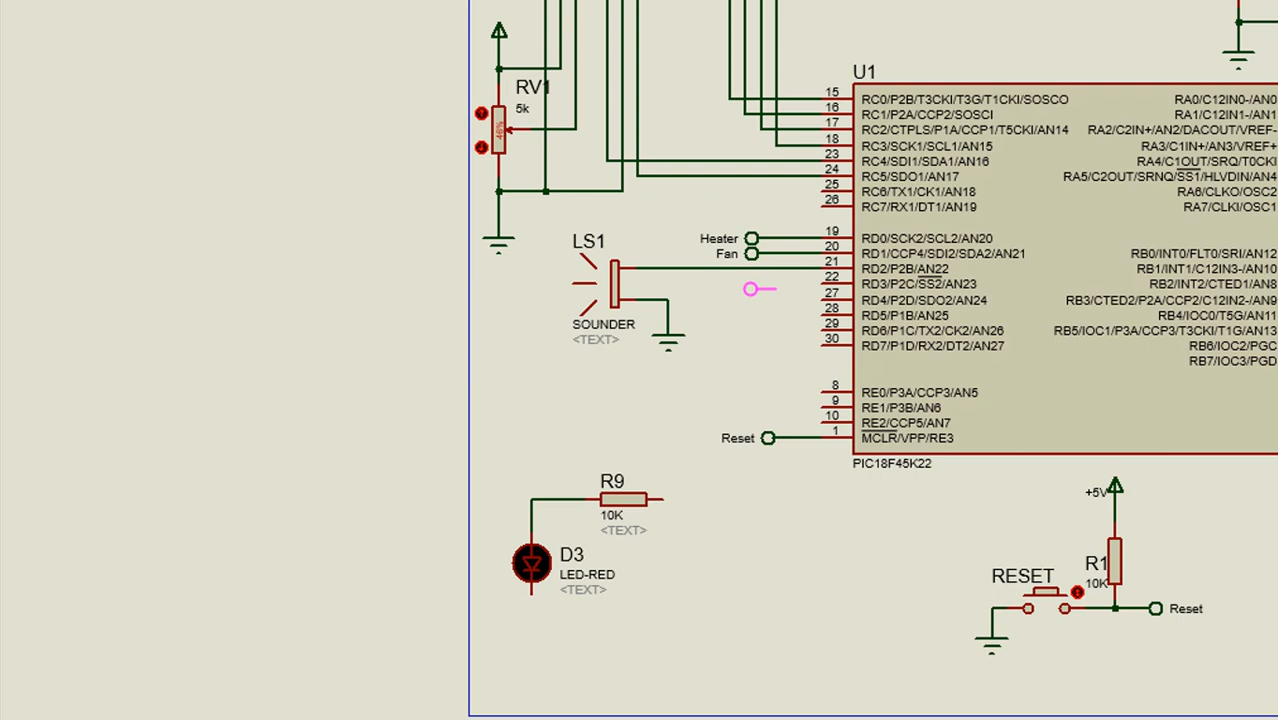 U1
RV1
5k
46%
15 RC0/P2B/T3CKI/T3G/T1CKI/SOSCO RA0/C12IN0-/AN0
16 RC1/P2A/CCP2/SOSCI RA1/C12IN1-/AN1
17 RC2/CTPLS/P1A/CCP1/T5CKI/AN14 RA2/C2IN+/AN2/DACOUT/VREF-
18 RC3/SCK1/SCL1/AN15 RA3/C1IN+/AN3/VREF+
23 RC4/SDI1/SDA1/AN16 RA4/C1OUT/SRQ/T0CKI
24 RC5/SDO1/AN17 RA5/C2OUT/SRNQ/SS1/HLVDIN/AN4
25 RC6/TX1/CK1/AN18 RA6/CLKO/OSC2
26 RC7/RX1/DT1/AN19 RA7/CLKI/OSC1
Heater 19 RD0/SCK2/SCL2/AN20
Fan 20 RD1/CCP4/SDI2/SDA2/AN21 RB0/INT0/FLT0/SRI/AN12
21 RD2/P2B/AN22 RB1/INT1/C12IN3-/AN10
22 RD3/P2C/SS2/AN23 RB2/INT2/CTED1/AN8
27 RD4/P2D/SDO2/AN24 RB3/CTED2/P2A/CCP2/C12IN2-/AN9
28 RD5/P1B/AN25 RB4/IOC0/T5G/AN11
29 RD6/P1C/TX2/CK2/AN26 RB5/IOC1/P3A/CCP3/T3CKI/T1G/AN13
30 RD7/P1D/RX2/DT2/AN27 RB6/IOC2/PGC
RB7/IOC3/PGD
LS1
SOUNDER
<TEXT>
8 RE0/P3A/CCP3/AN5
9 RE1/P3B/AN6
10 RE2/CCP5/AN7
Reset 1 MCLR/VPP/RE3
PIC18F45K22
R9
10K
<TEXT>
D3
LED-RED
<TEXT>
+5V
R1
10K
RESET
Reset